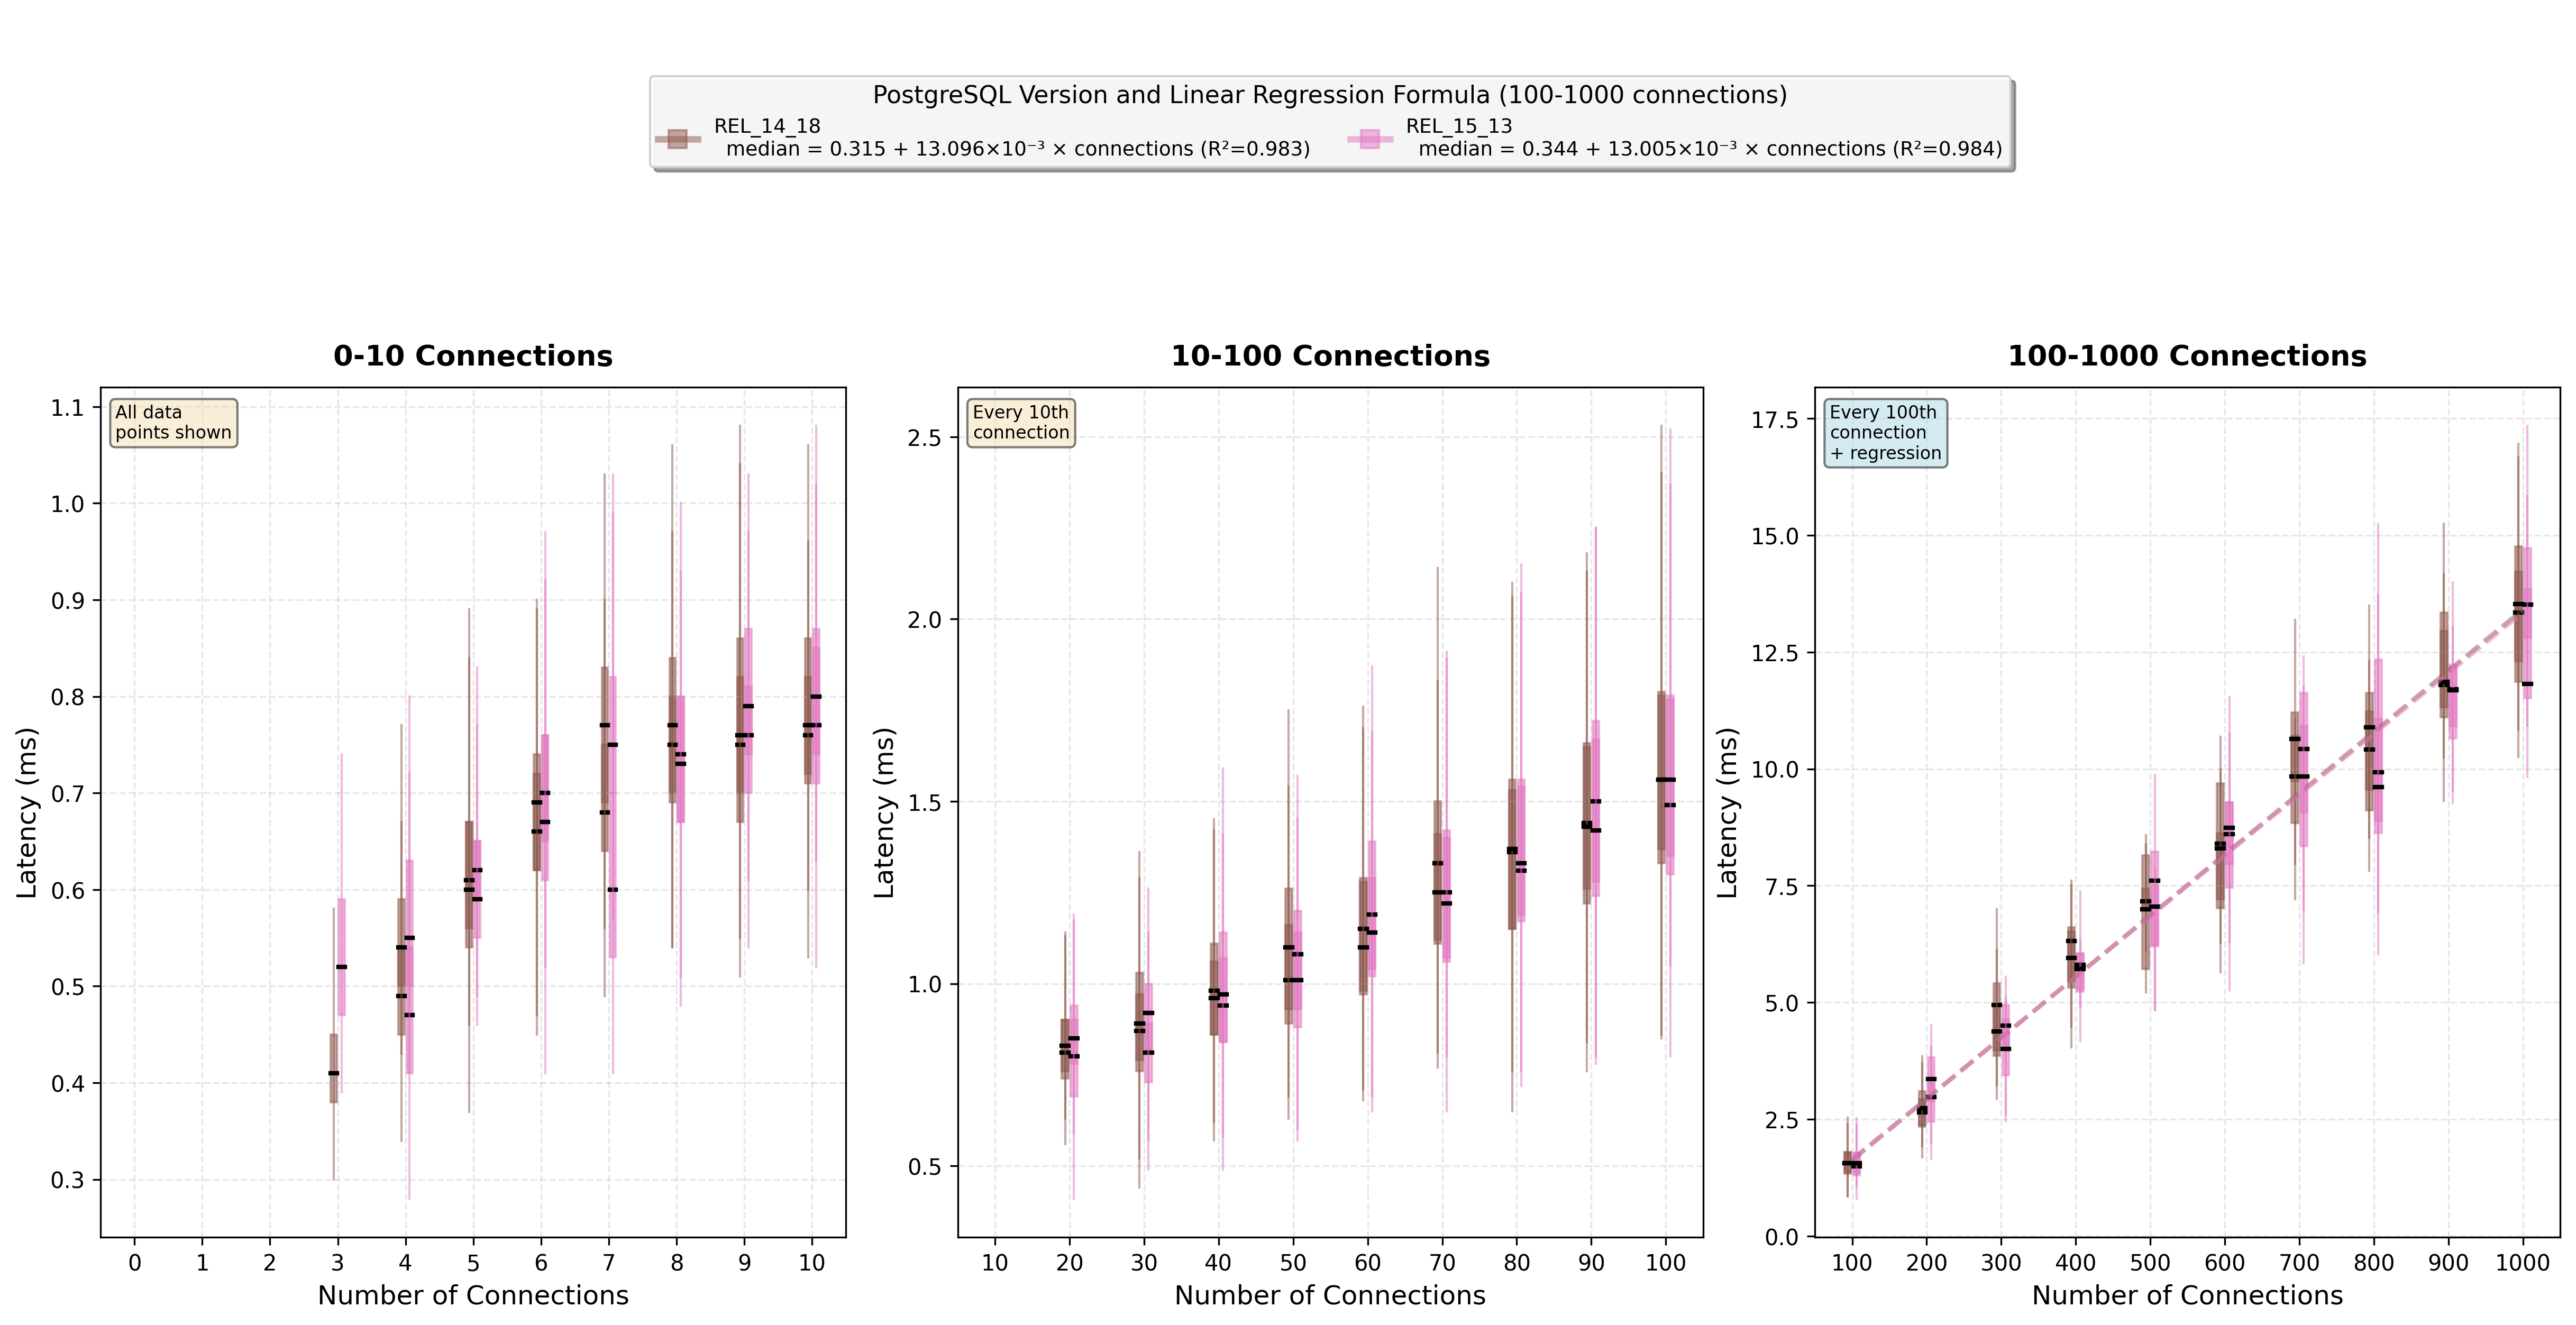 PostgreSQL Version and Linear Regression Formula (100-1000 connections)
REL_14_18
median = 0.315 + 13.096×10⁻³ × connections (R²=0.983)
REL_15_13
median = 0.344 + 13.005×10⁻³ × connections (R²=0.984)
0-10 Connections
All data
points shown
1.1
1.0
0.9
0.8
0.7
0.6
0.5
0.4
0.3
Latency (ms)
0 1 2 3 4 5 6 7 8 9 10
Number of Connections
10-100 Connections
Every 10th
connection
2.5
2.0
1.5
1.0
0.5
Latency (ms)
10 20 30 40 50 60 70 80 90 100
Number of Connections
100-1000 Connections
Every 100th
connection
+ regression
17.5
15.0
12.5
10.0
7.5
5.0
2.5
0.0
Latency (ms)
100 200 300 400 500 600 700 800 900 1000
Number of Connections